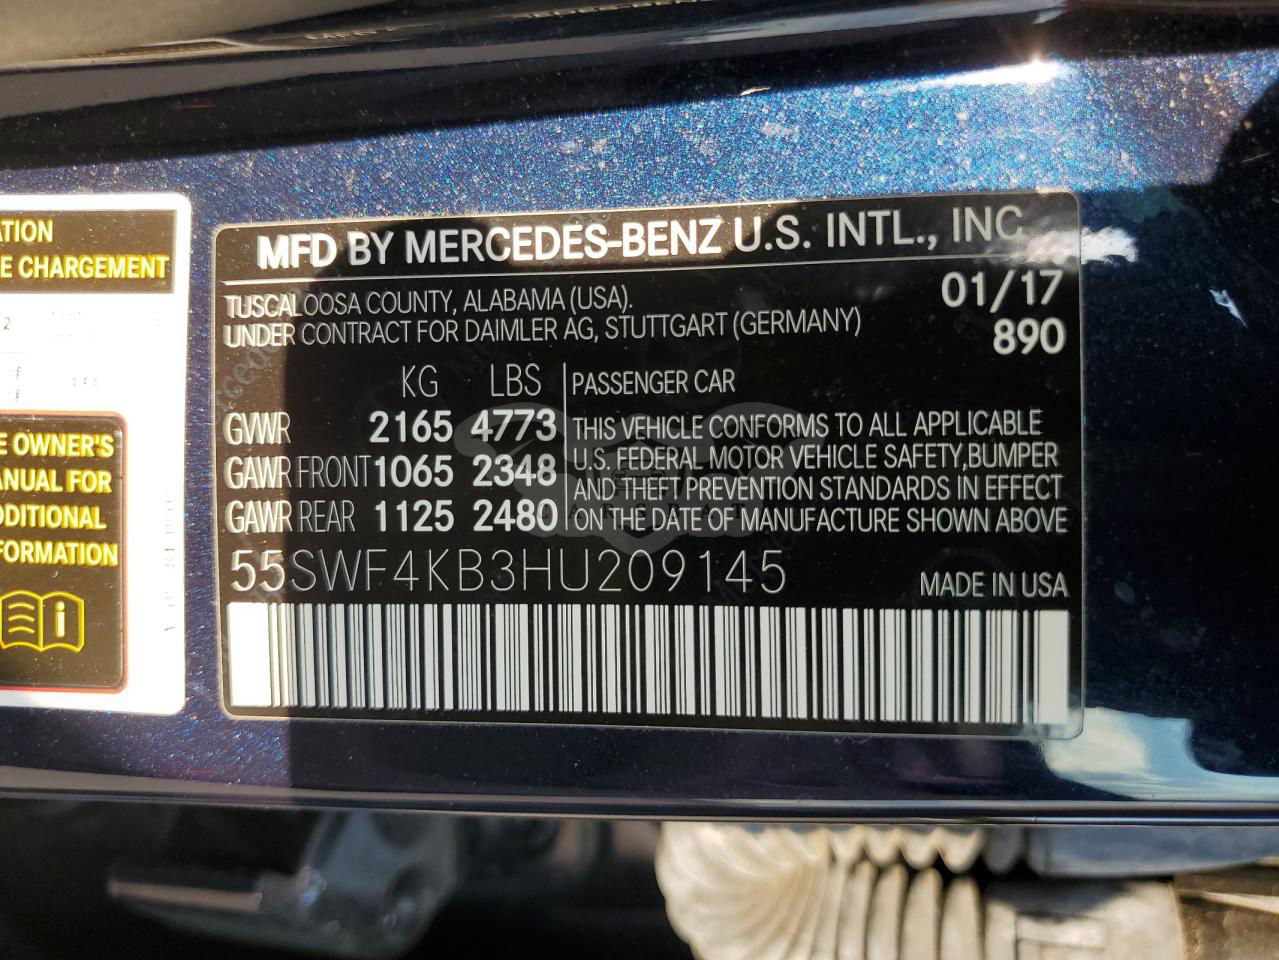 ATION
E CHARGEMENT
E OWNER'S
ANUAL FOR
DDITIONAL
FORMATION
MFD BY MERCEDES-BENZ U.S. INTL., INC
TUSCALOOSA COUNTY, ALABAMA (USA). 01/17
UNDER CONTRACT FOR DAIMLER AG, STUTTGART (GERMANY) 890
KG LBS PASSENGER CAR
GVWR 2165 4773 THIS VEHICLE CONFORMS TO ALL APPLICABLE
U.S. FEDERAL MOTOR VEHICLE SAFETY, BUMPER
GAWR FRONT 1065 2348 AND THEFT PREVENTION STANDARDS IN EFFECT
GAWR REAR 1125 2480 ON THE DATE OF MANUFACTURE SHOWN ABOVE
55SWF4KB3HU209145 MADE IN USA